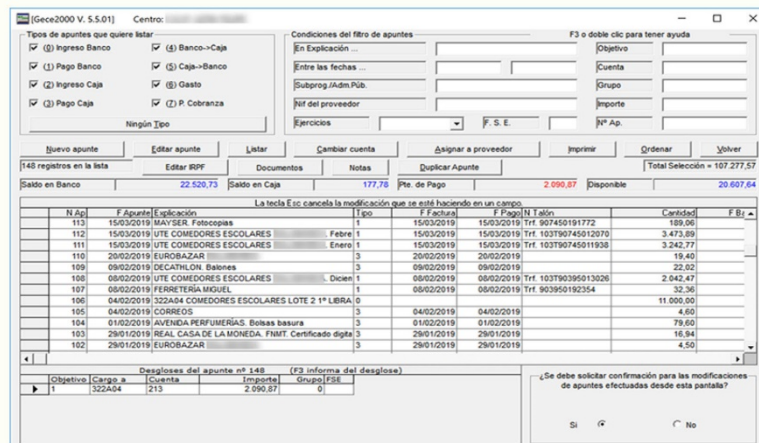 [Gece2000 V. 5.5.01] Centro:
Tipos de apuntes que quiere listar
(0) Ingreso Banco (4) Banco->Caja
(1) Pago Banco (5) Caja->Banco
(2) Ingreso Caja (6) Gasto
(3) Pago Caja (7) P. Cobranza
Ningún Tipo
Condiciones del filtro de apuntes F3 o doble clic para tener ayuda
En Explicación ... Objetivo
Entre las fechas ... Cuenta
Subprog./Adm.Púb. Grupo
Nif del proveedor Importe
Ejercicios F. S. E. Nº Ap.
Nuevo apunte Editar apunte Listar Cambiar cuenta Asignar a proveedor Imprimir Ordenar Volver
148 registros en la lista Editar IRPF Documentos Notas Duplicar Apunte Total Selección = 107.277,57
Saldo en Banco 22.520,73 Saldo en Caja 177,78 Pte. de Pago 2.090,87 Disponible 20.607,64
La tecla Esc cancela la modificación que se esté haciendo en un campo.
N Ap F.Apunte Explicación Tipo F Factura F Pago N Talón Cantidad F Ba
113 15/03/2019 MAYSER. Fotocopias 1 15/03/2019 15/03/2019 Trf. 907450191772 189,06
112 15/03/2019 UTE COMEDORES ESCOLARES . Febre 1 15/03/2019 15/03/2019 Trf. 103T90745012070 3.473,89
111 15/03/2019 UTE COMEDORES ESCOLARES . Enero 1 15/03/2019 15/03/2019 Trf. 103T90745011938 3.242,77
110 20/02/2019 EUROBAZAR 3 20/02/2019 20/02/2019 19,40
109 09/02/2019 DECATHLON. Balones 3 09/02/2019 09/02/2019 22,02
108 08/02/2019 UTE COMEDORES ESCOLARES . Dicien 1 08/02/2019 08/02/2019 Trf. 103T90395013026 2.042,47
107 08/02/2019 FERRETERÍA MIGUEL 1 08/02/2019 08/02/2019 Trf. 903950192354 32,36
106 04/02/2019 322A04 COMEDORES ESCOLARES LOTE 2 1ª LIBRA 0 11.000,00
105 04/02/2019 CORREOS 3 04/02/2019 04/02/2019 4,60
104 01/02/2019 AVENIDA PERFUMERÍAS. Bolsas basura 3 01/02/2019 01/02/2019 79,60
103 29/01/2019 REAL CASA DE LA MONEDA. FNMT. Certificado digita 3 29/01/2019 29/01/2019 16,94
102 29/01/2019 EUROBAZAR 3 29/01/2019 29/01/2019 4,50
Desgloses del apunte nº 148 (F3 informa del desglose)
Objetivo Cargo a Cuenta Importe Grupo FSE
1 322A04 213 2.090,87 0
¿Se debe solicitar confirmación para las modificaciones
de apuntes efectuadas desde esta pantalla?
Si No